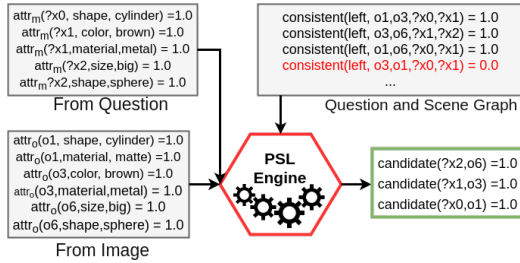 attrm(?x0, shape, cylinder) =1.0
attrm(?x1, color, brown) =1.0
attrm(?x1,material,metal) =1.0
attrm(?x2,size,big) =1.0
attrm?x2,shape,sphere) =1.0
From Question
consistent(left, o1,o3,?x0,?x1) = 1.0
consistent(left, o3,o6,?x1,?x2) = 1.0
consistent(left, o1,o6,?x0,?x1) = 1.0
consistent(left, o3,o1,?x0,?x1) = 0.0
...
Question and Scene Graph
attro(o1, shape, cylinder) =1.0
attro(o1,material, matte) =1.0
attro(o3,color, brown) =1.0
attro(o3,material,metal) = 1.0
attro(o6,size,big) = 1.0
attro(o6,shape,sphere) = 1.0
From Image
PSL
Engine
candidate(?x2,o6) =1.0
candidate(?x1,o3) =1.0
candidate(?x0,o1) =1.0